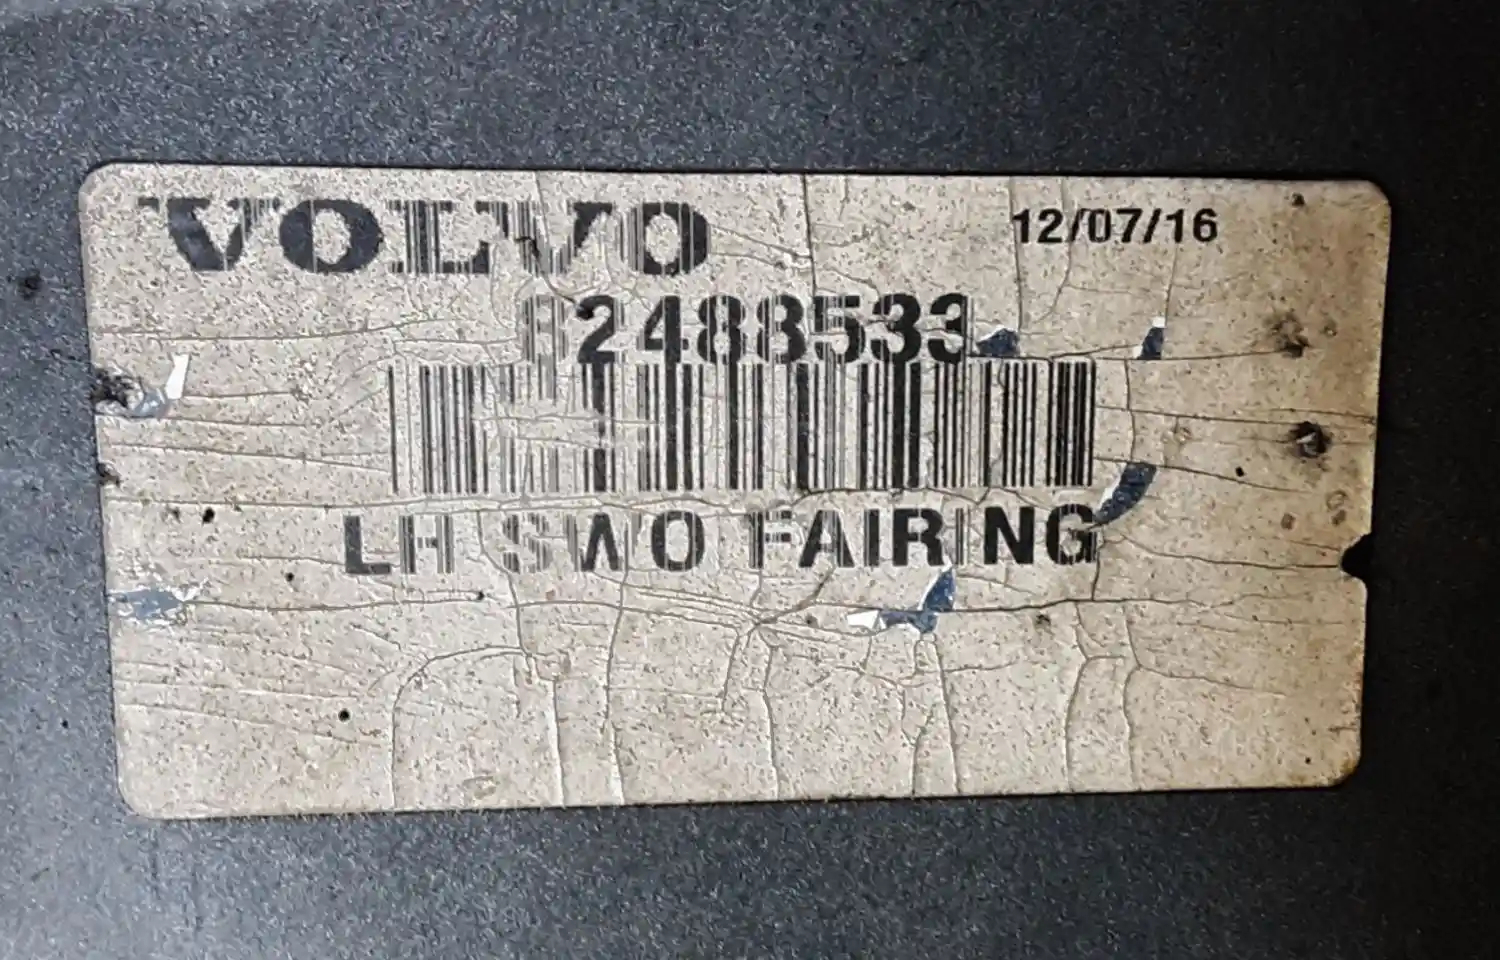 VOLVO 12/07/16
82488533
LH SWO FAIRING